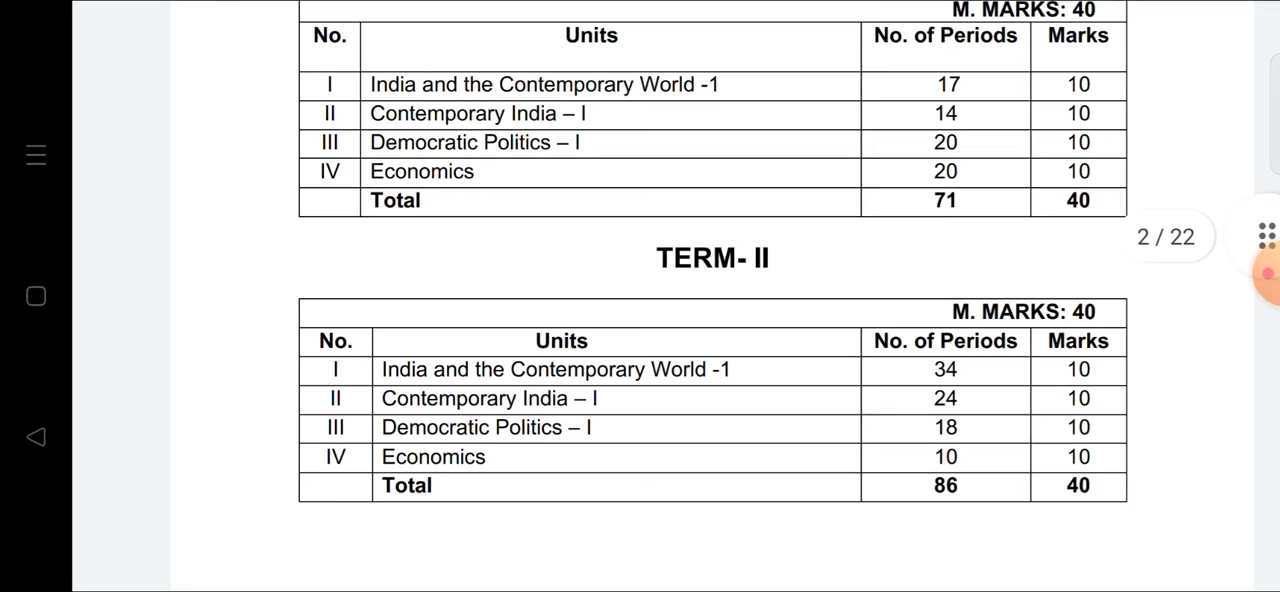 M. MARKS: 40
No. Units No. of Periods Marks
I India and the Contemporary World -1 17 10
II Contemporary India – I 14 10
III Democratic Politics – I 20 10
IV Economics 20 10
Total 71 40
2 / 22
TERM- II
M. MARKS: 40
No. Units No. of Periods Marks
I India and the Contemporary World -1 34 10
II Contemporary India – I 24 10
III Democratic Politics – I 18 10
IV Economics 10 10
Total 86 40